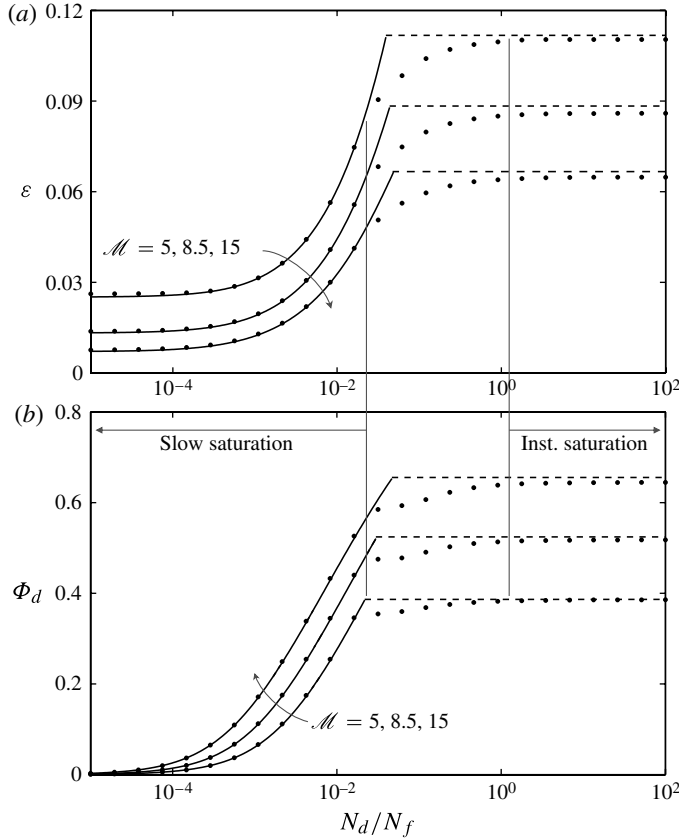 (a)
0.12
0.09
0.06
0.03
0
ε
ℳ = 5, 8.5, 15
10⁻⁴
10⁻²
10⁰
10²
(b)
0.8
0.6
0.4
0.2
0
Φ_d
Slow saturation
Inst. saturation
ℳ = 5, 8.5, 15
10⁻⁴
10⁻²
10⁰
10²
N_d/N_f